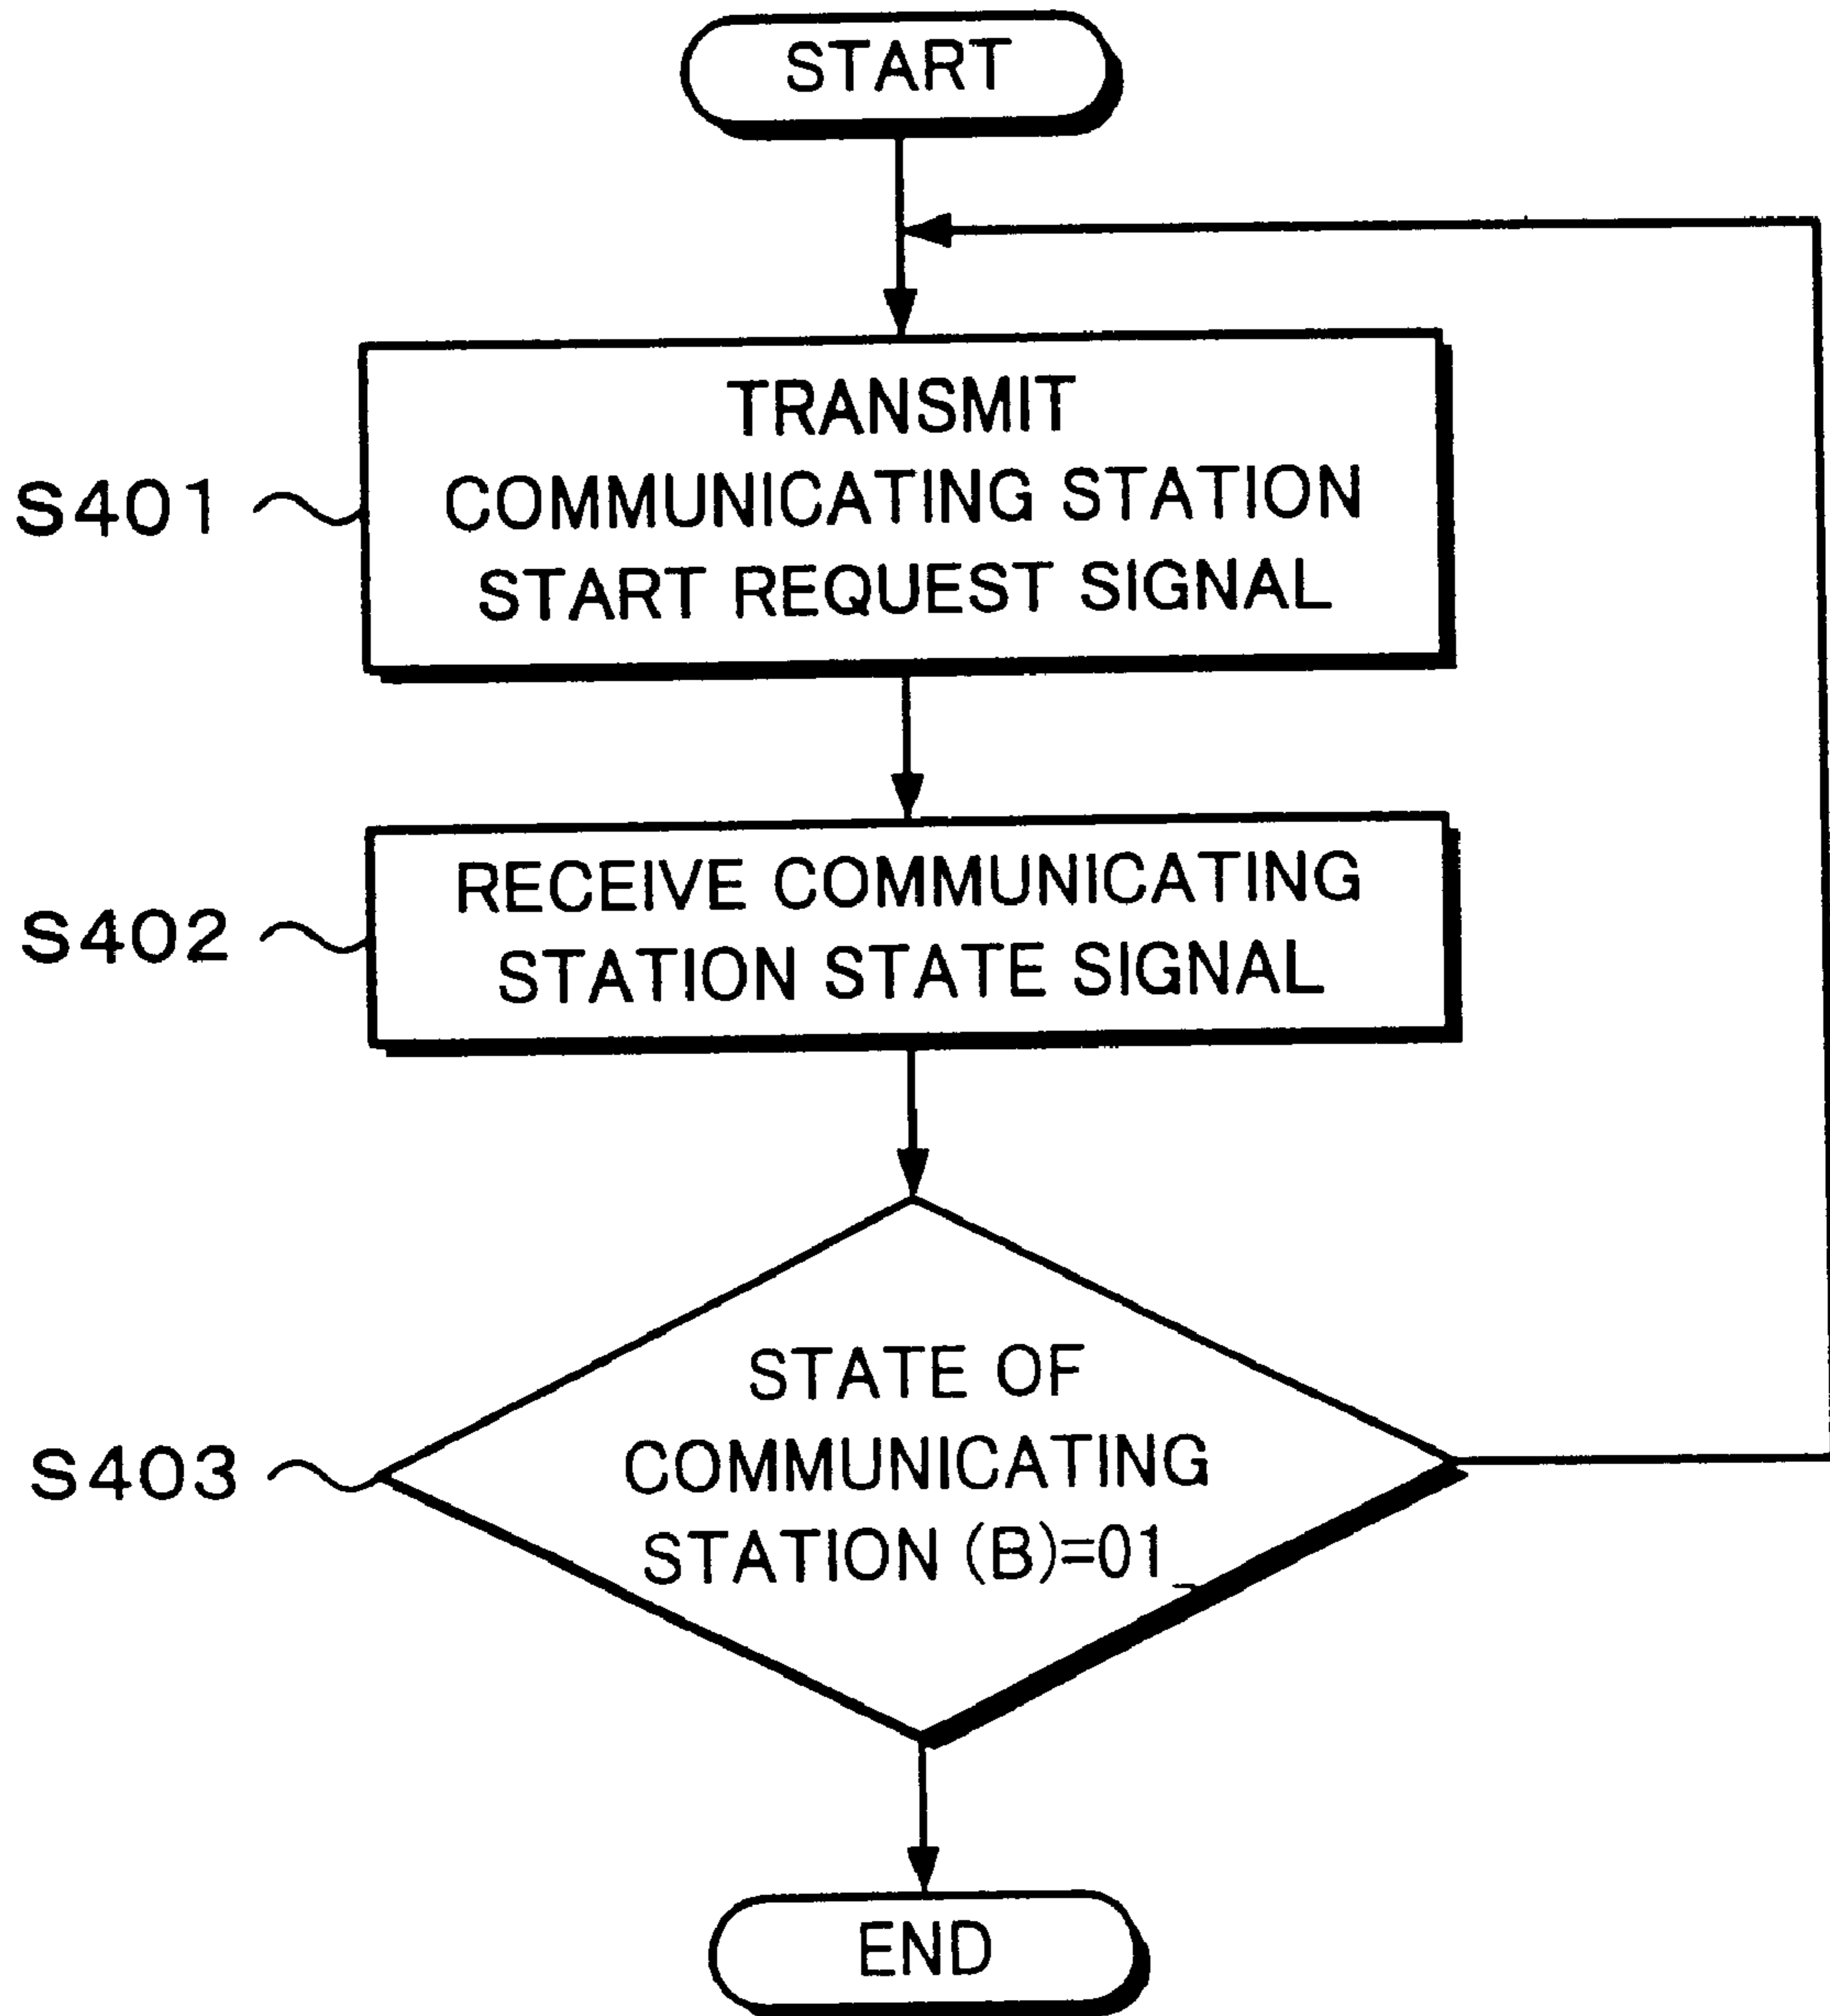 START
S401
TRANSMIT
COMMUNICATING STATION
START REQUEST SIGNAL
S402
RECEIVE COMMUNICATING
STATION STATE SIGNAL
S403
STATE OF
COMMUNICATING
STATION (B)=01
END